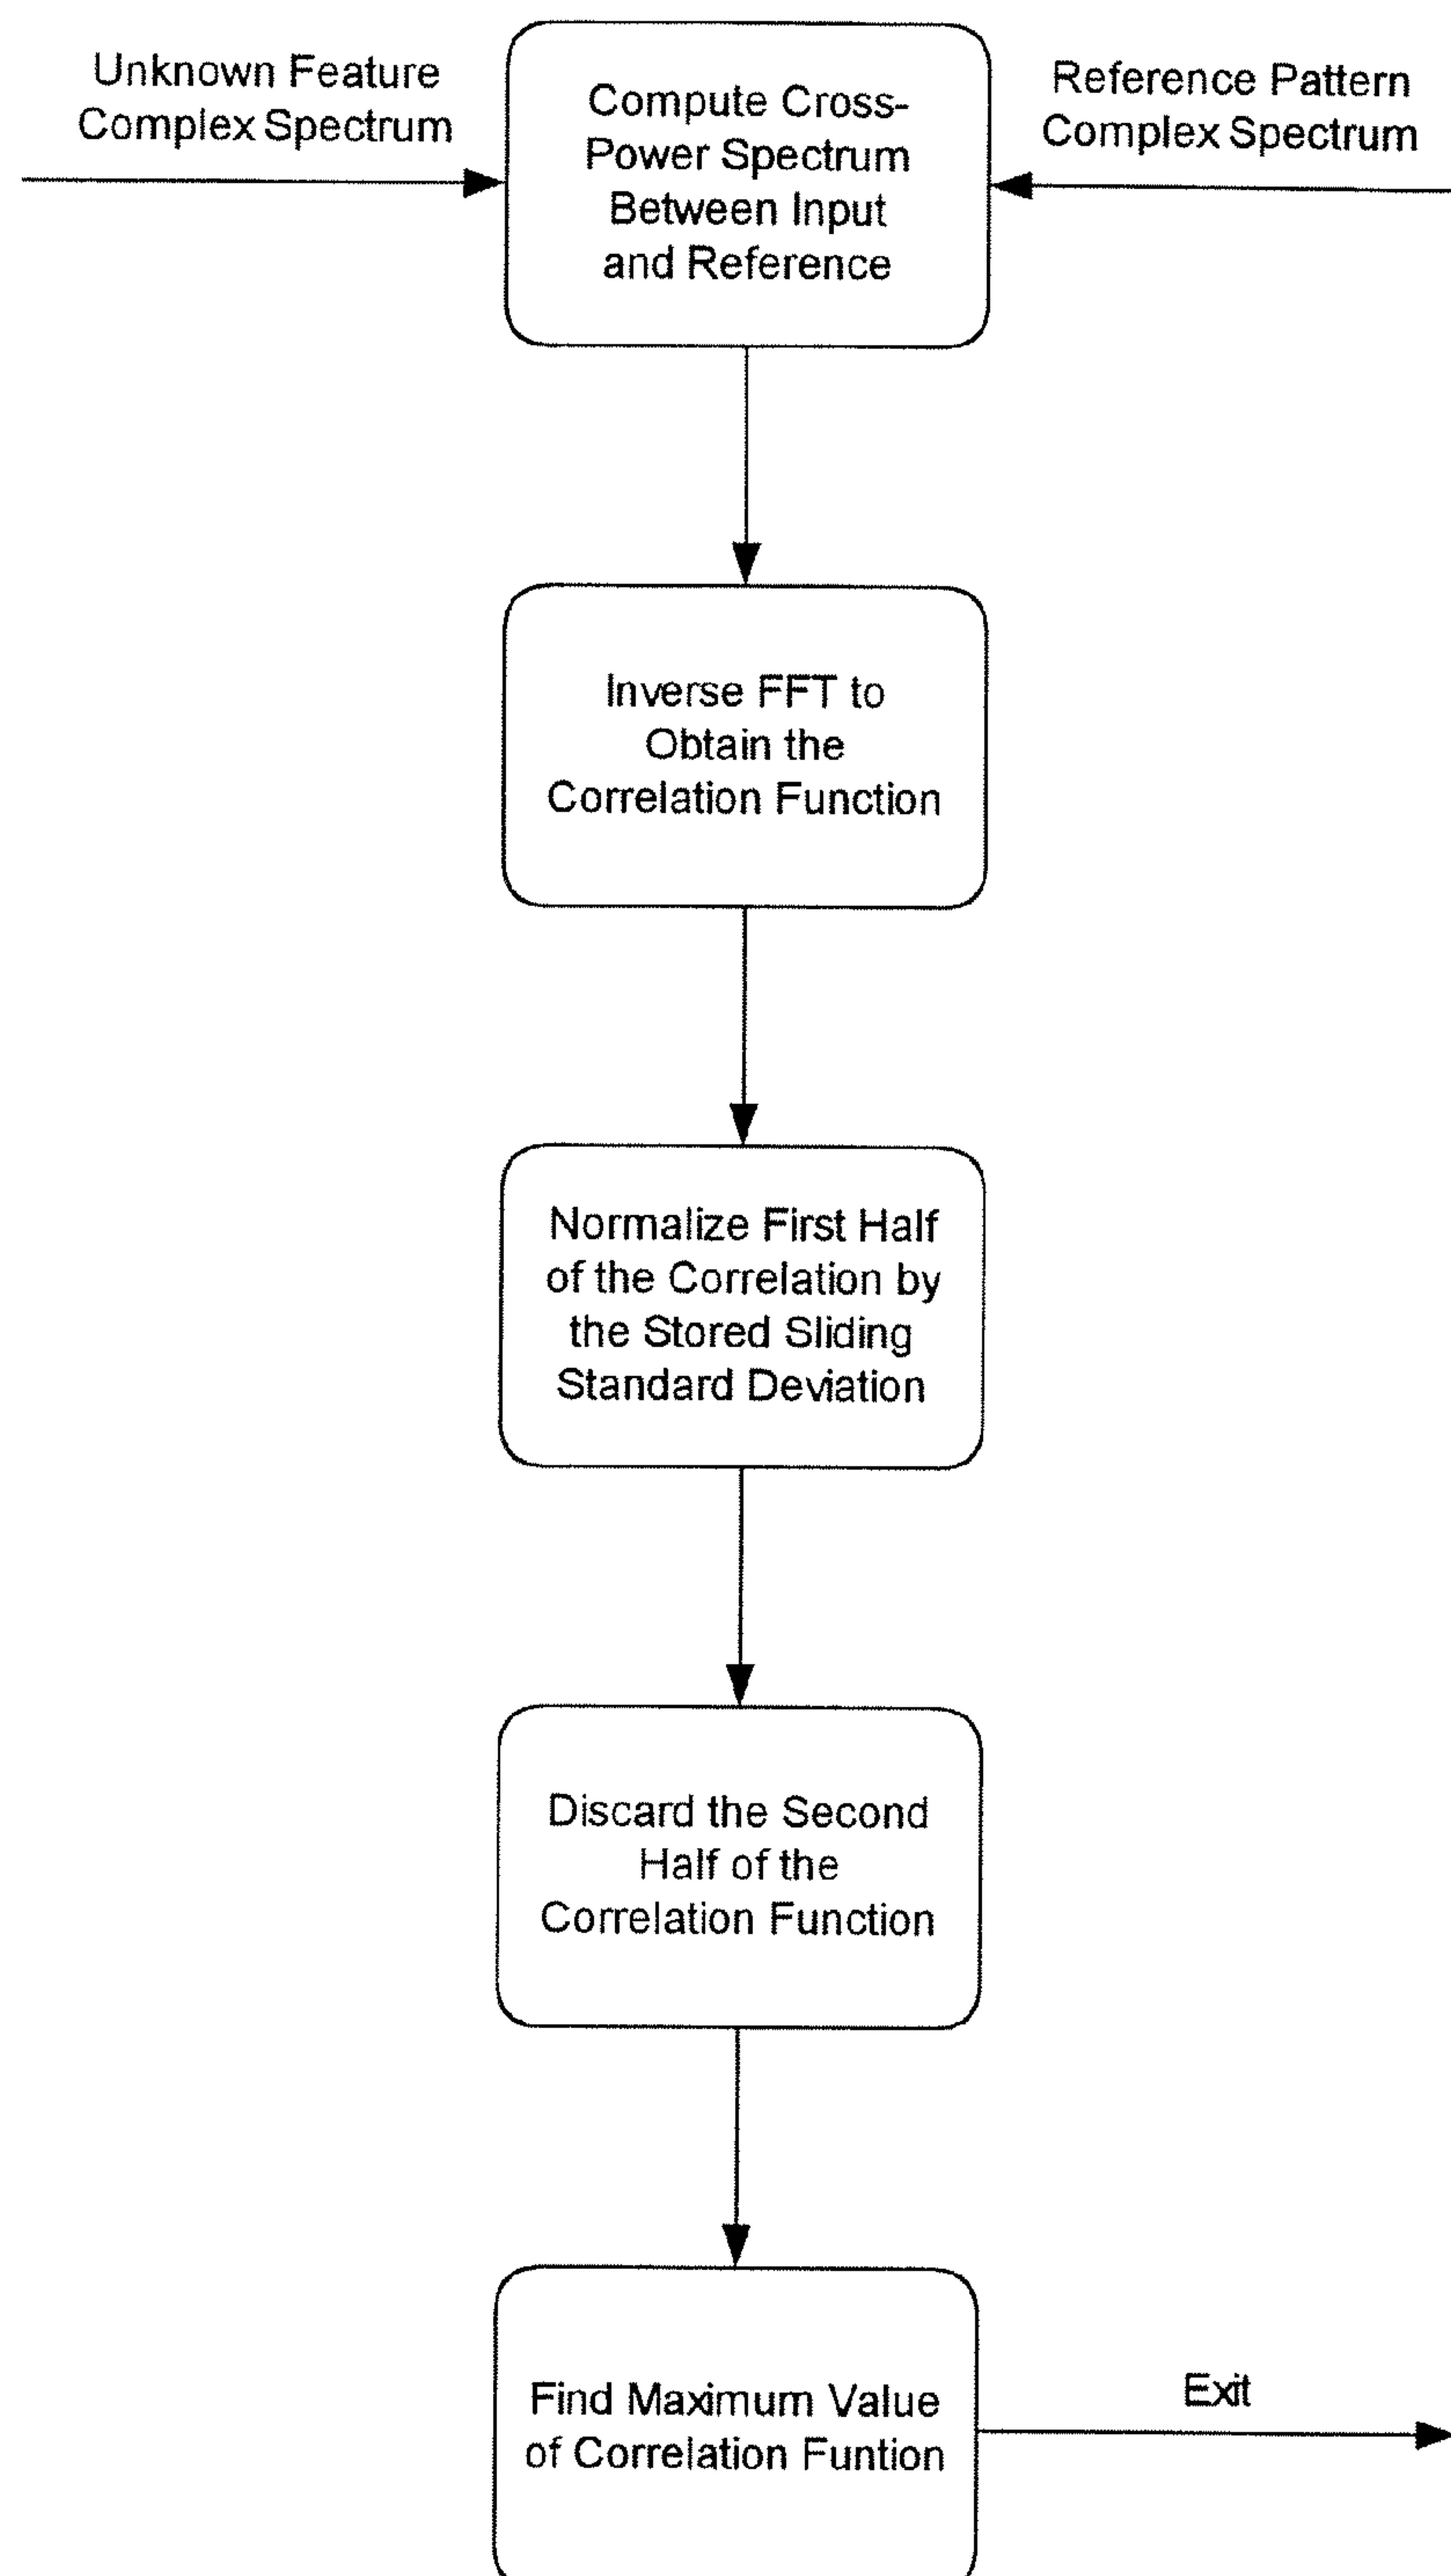 Unknown Feature
Complex Spectrum
Compute Cross-
Power Spectrum
Between Input
and Reference
Reference Pattern
Complex Spectrum
Inverse FFT to
Obtain the
Correlation Function
Normalize First Half
of the Correlation by
the Stored Sliding
Standard Deviation
Discard the Second
Half of the
Correlation Function
Find Maximum Value
of Correlation Funtion
Exit